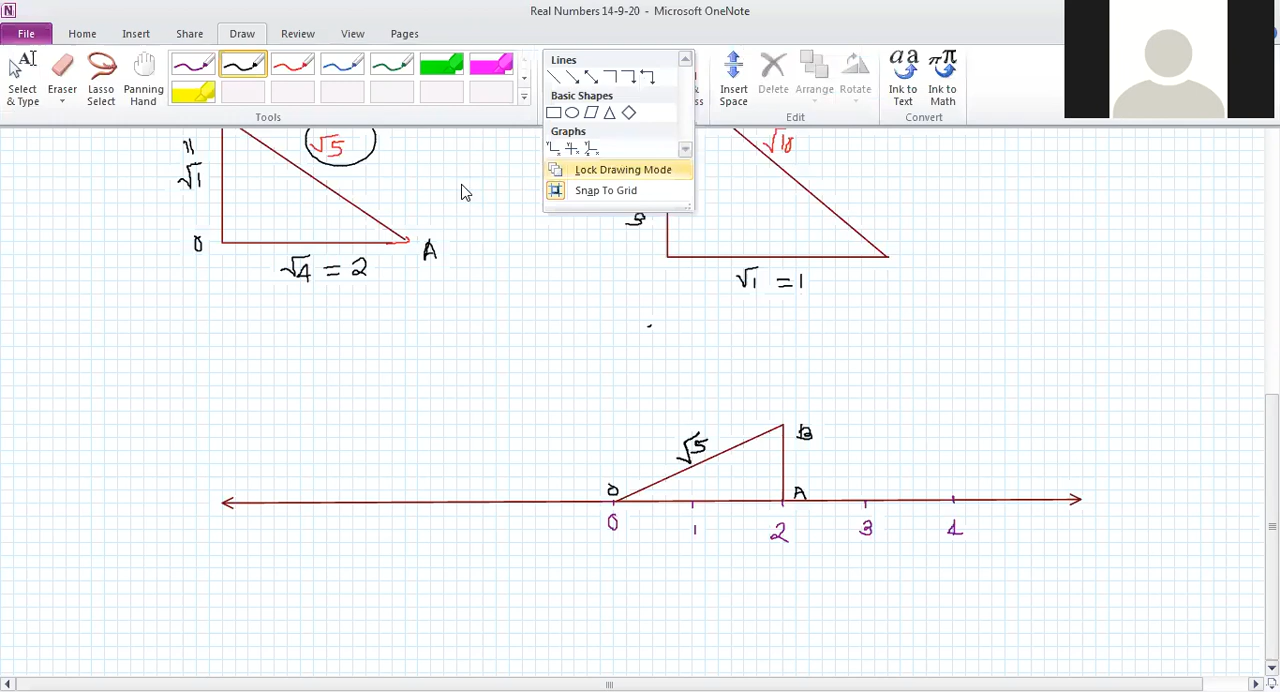 Real Numbers 14-9-20 - Microsoft OneNote
File Home Insert Share Draw Review View Pages
Select & Type
Eraser
Lasso Select
Panning Hand
Tools
Lines
Basic Shapes
Graphs
Lock Drawing Mode
Snap To Grid
Insert Space
Delete
Arrange
Rotate
Edit
Ink to Text
Ink to Math
Convert
=
√1
√5
0
A
√4 = 2
√10
3
√1 = 1
√5
B
0
A
0 1 2 3 4